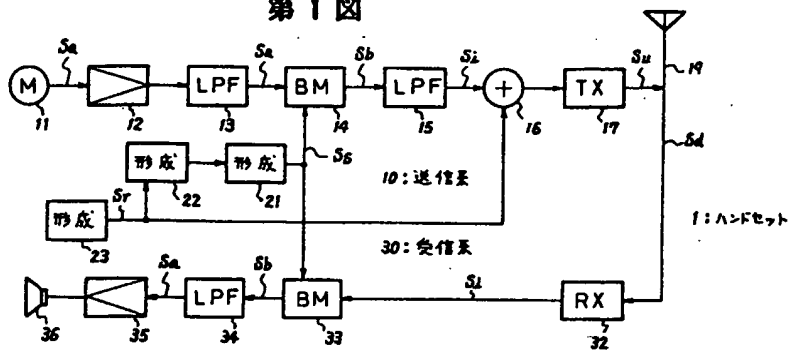 第1図
Sa
Sa
Sb
Si
Su
M
LPF
BM
LPF
+
TX
11
12
13
14
15
16
17
19
Sd
形成
形成
Ss
22
21
10:送信系
Sr
形成
23
1:ハンドセット
30:受信系
Sa
Sb
Si
LPF
BM
RX
36
35
34
33
32